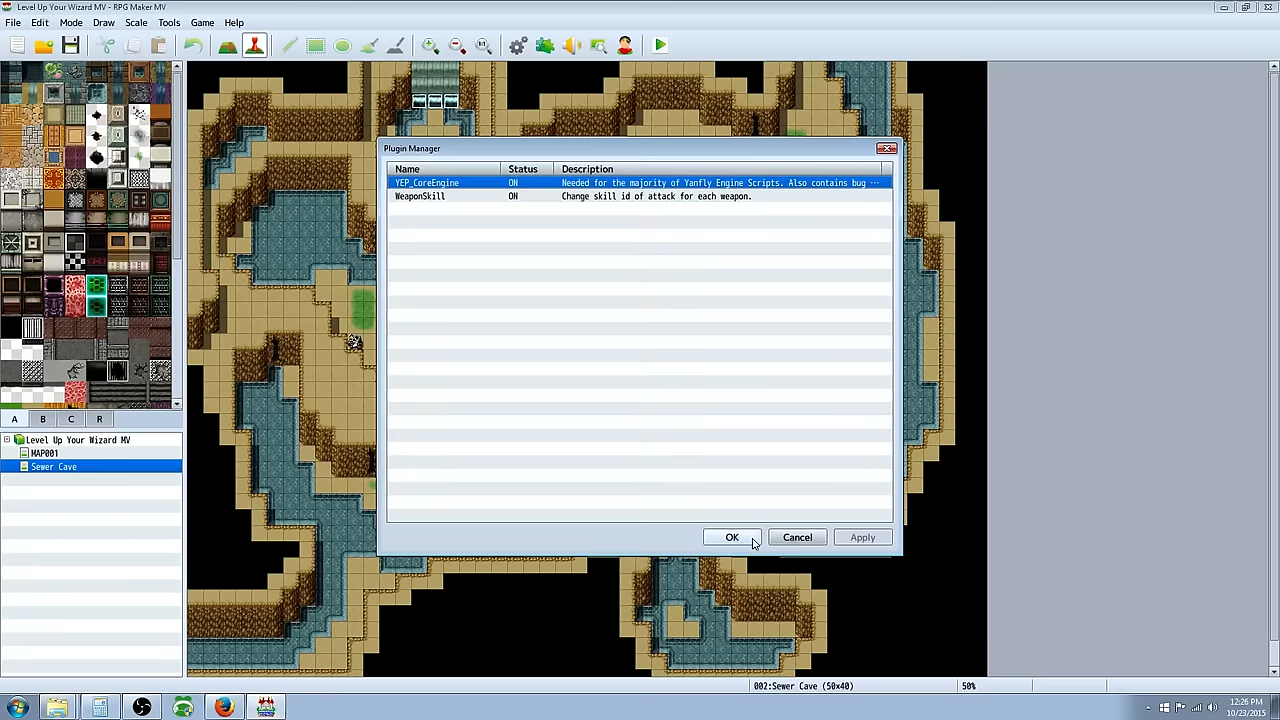 Level Up Your Wizard MV - RPG Maker MV
File Edit Mode Draw Scale Tools Game Help
Plugin Manager
Name Status Description
YEP_CoreEngine ON Needed for the majority of Yanfly Engine Scripts. Also contains bug ···
WeaponSkill ON Change skill id of attack for each weapon.
OK Cancel Apply
A B C R
Level Up Your Wizard MV
MAP001
Sewer Cave
002:Sewer Cave (50x40) 50%
12:26 PM
10/23/2015